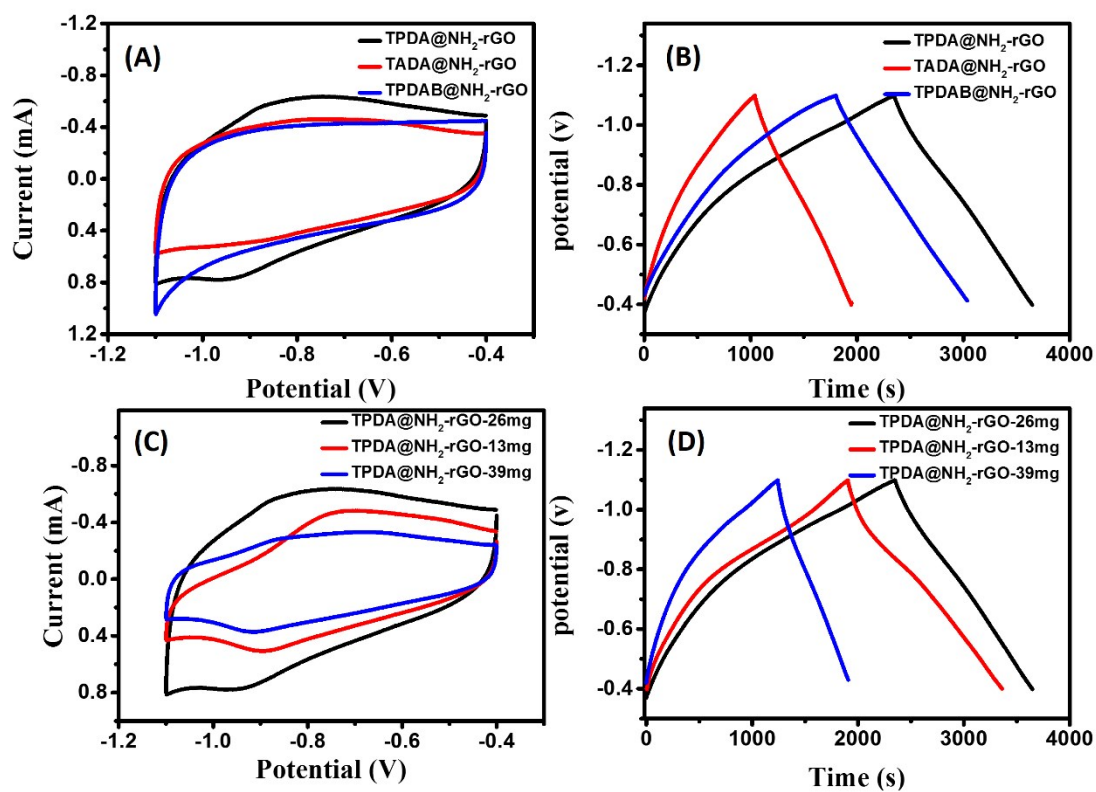 (A)
TPDA@NH2-rGO
TADA@NH2-rGO
TPDAB@NH2-rGO
-1.2
-0.8
-0.4
0.0
0.4
0.8
1.2
Current (mA)
-1.2 -1.0 -0.8 -0.6 -0.4
Potential (V)
(B)
TPDA@NH2-rGO
TADA@NH2-rGO
TPDAB@NH2-rGO
-1.2
-1.0
-0.8
-0.6
-0.4
potential (v)
0 1000 2000 3000 4000
Time (s)
(C)
TPDA@NH2-rGO-26mg
TPDA@NH2-rGO-13mg
TPDA@NH2-rGO-39mg
-0.8
-0.4
0.0
0.4
0.8
Current (mA)
-1.2 -1.0 -0.8 -0.6 -0.4
Potential (V)
(D)
TPDA@NH2-rGO-26mg
TPDA@NH2-rGO-13mg
TPDA@NH2-rGO-39mg
-1.2
-1.0
-0.8
-0.6
-0.4
potential (v)
0 1000 2000 3000 4000
Time (s)